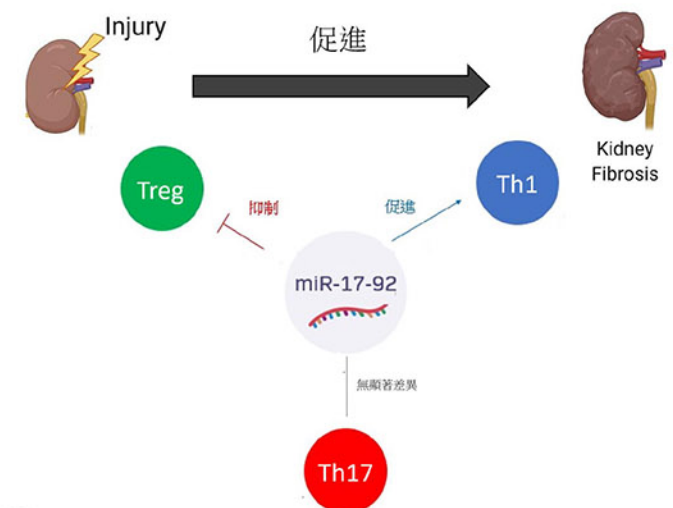 Injury
促進
Kidney
Fibrosis
Treg
抑制
促進
Th1
miR-17-92
無顯著差異
Th17